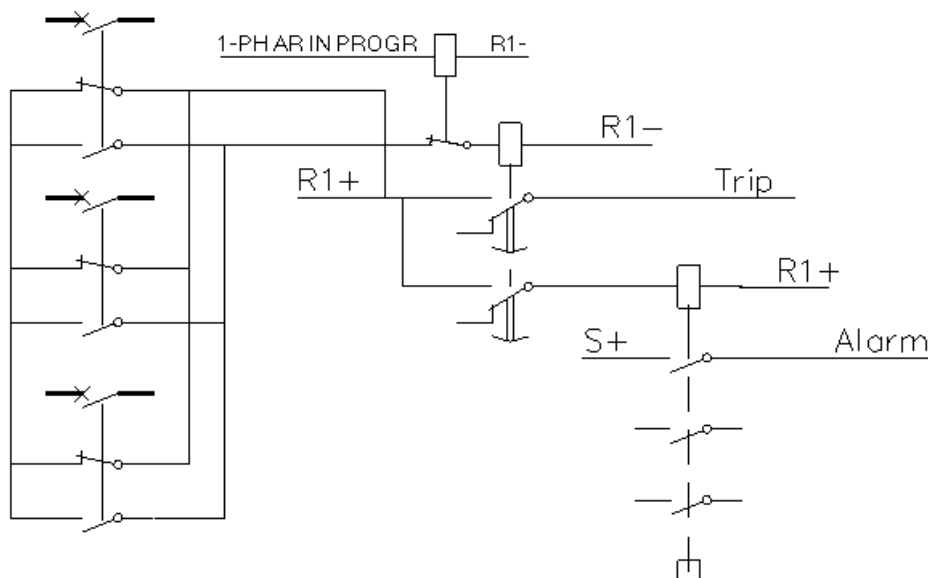 1-PH AR IN PROGR R1-
R1-
R1+ Trip
R1+
S+ Alarm